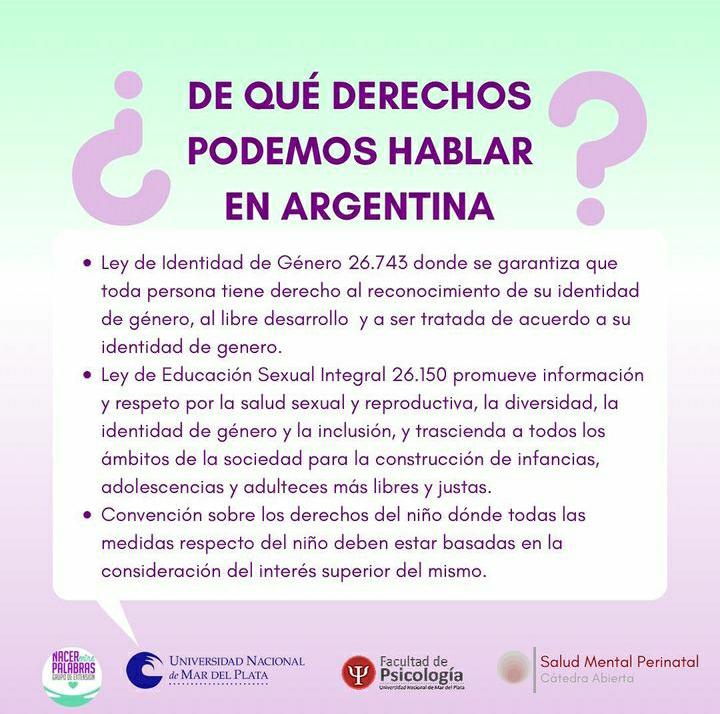 ¿
DE QUÉ DERECHOS
PODEMOS HABLAR
EN ARGENTINA
?
• Ley de Identidad de Género 26.743 donde se garantiza que
toda persona tiene derecho al reconocimiento de su identidad
de género, al libre desarrollo y a ser tratada de acuerdo a su
identidad de genero.
• Ley de Educación Sexual Integral 26.150 promueve información
y respeto por la salud sexual y reproductiva, la diversidad, la
identidad de género y la inclusión, y trascienda a todos los
ámbitos de la sociedad para la construcción de infancias,
adolescencias y adulteces más libres y justas.
• Convención sobre los derechos del niño dónde todas las
medidas respecto del niño deben estar basadas en la
consideración del interés superior del mismo.
NACER entre
PALABRAS
GRUPO DE EXTENSIÓN
UNIVERSIDAD NACIONAL
de MAR DEL PLATA
Facultad de
Psicología
Universidad Nacional de Mar del Plata
Salud Mental Perinatal
Cátedra Abierta